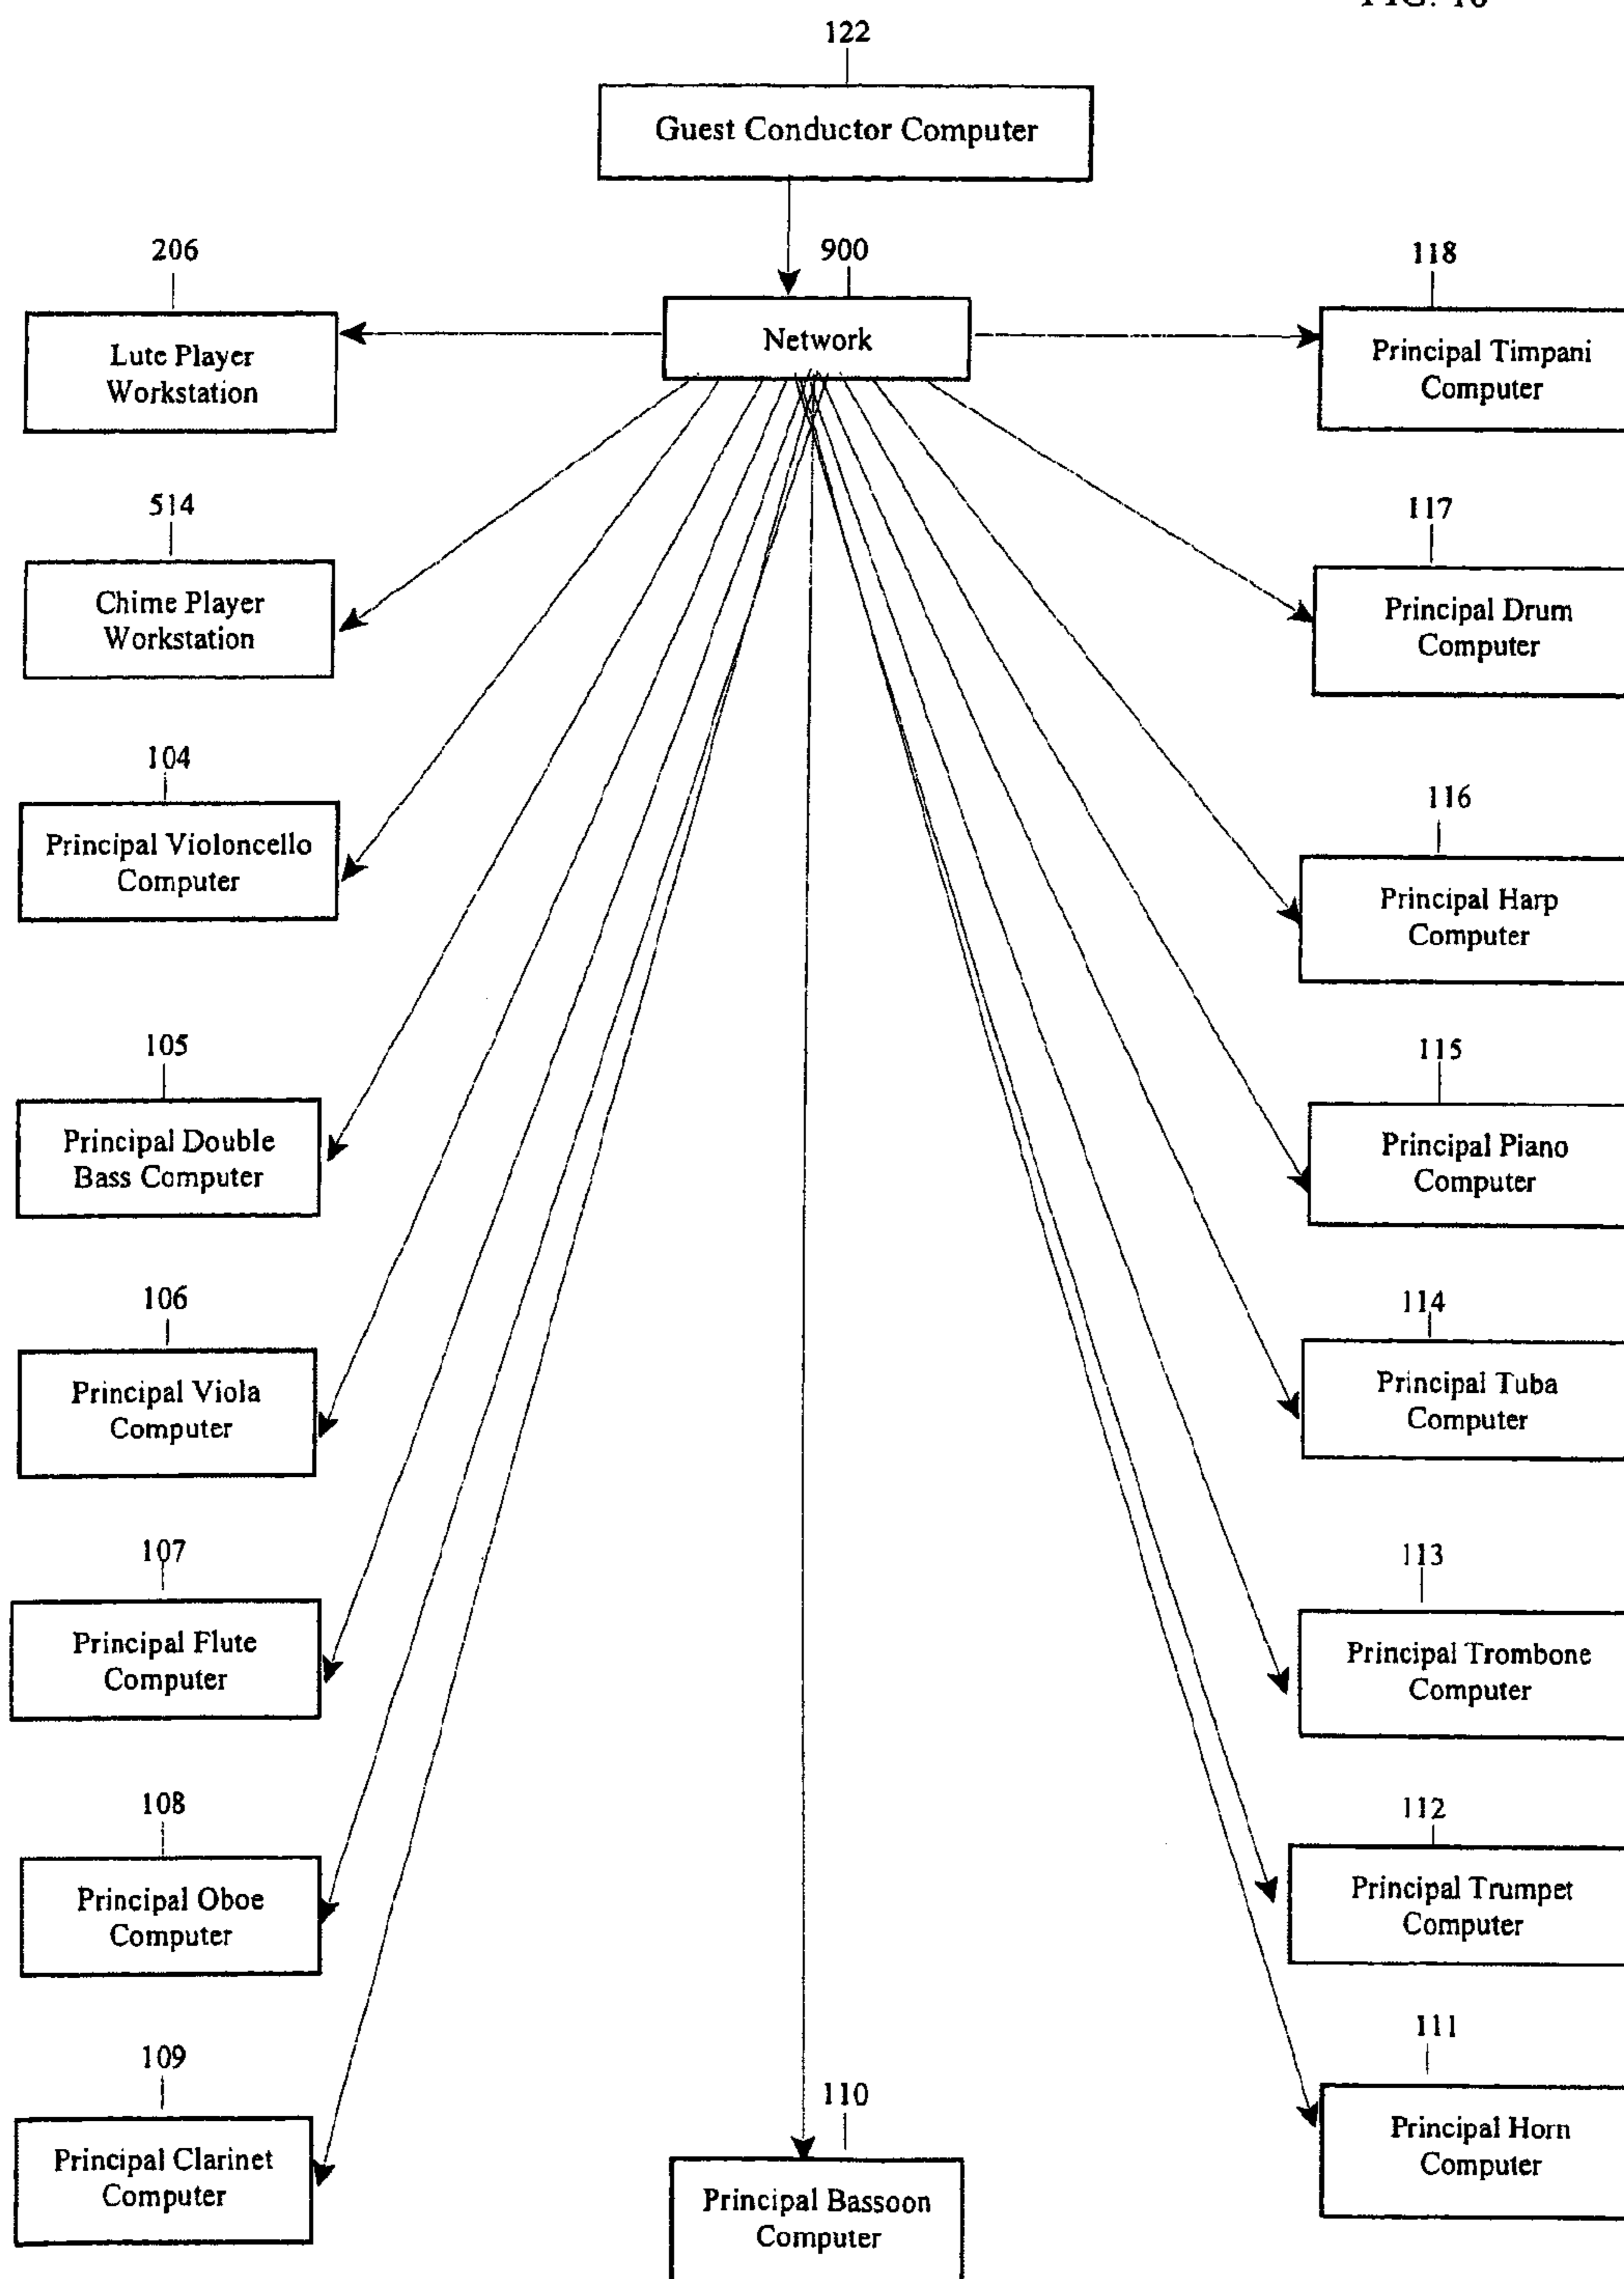 122
Guest Conductor Computer
206
900
118
Lute Player
Workstation
Network
Principal Timpani
Computer
514
117
Chime Player
Workstation
Principal Drum
Computer
104
116
Principal Violoncello
Computer
Principal Harp
Computer
105
115
Principal Double
Bass Computer
Principal Piano
Computer
106
114
Principal Viola
Computer
Principal Tuba
Computer
107
113
Principal Flute
Computer
Principal Trombone
Computer
108
112
Principal Oboe
Computer
Principal Trumpet
Computer
109
111
Principal Clarinet
Computer
110
Principal Horn
Computer
Principal Bassoon
Computer